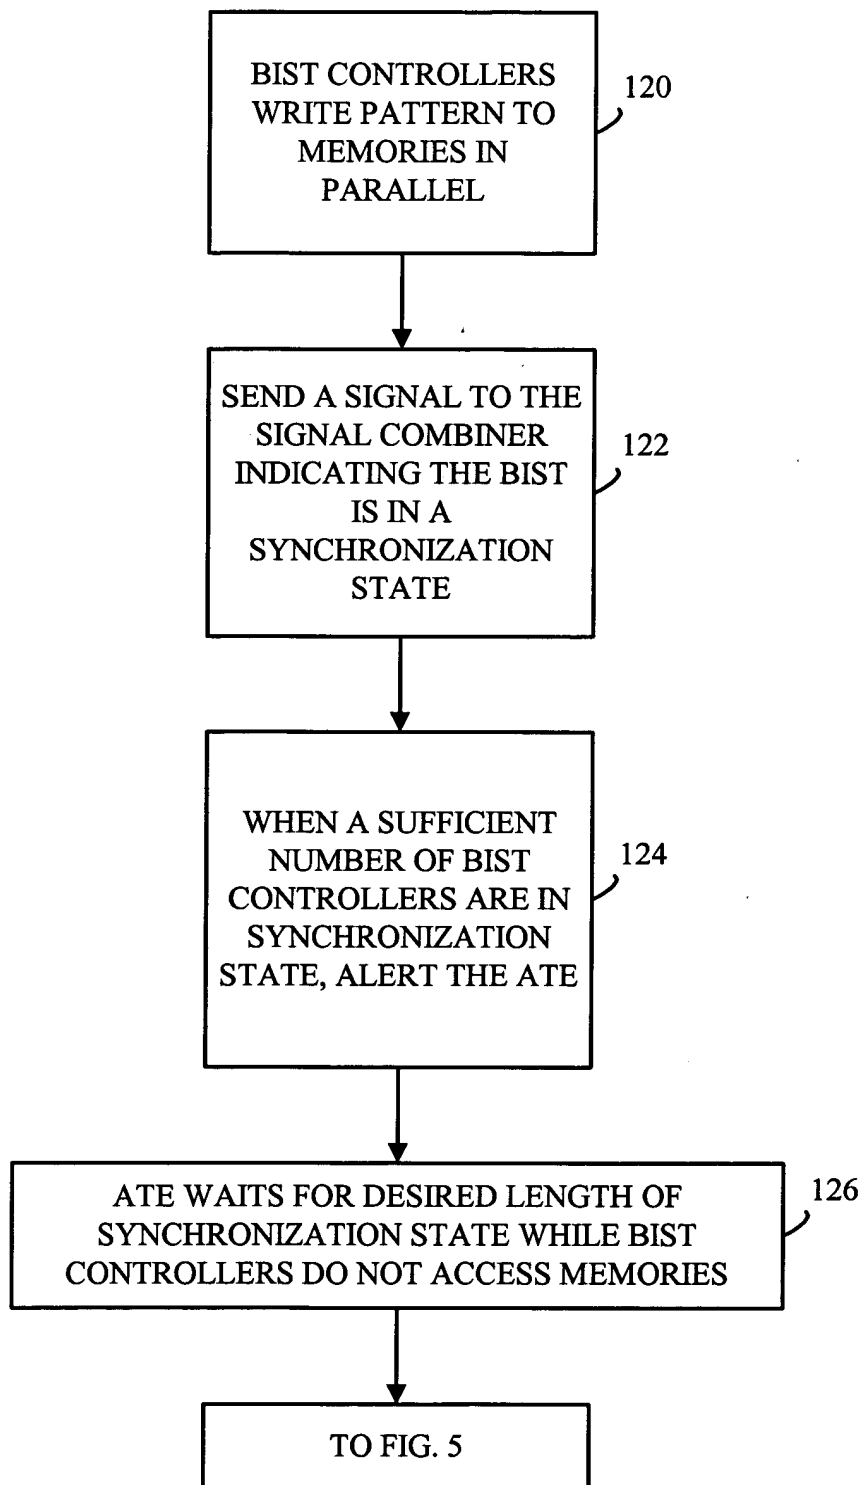 BIST CONTROLLERS
WRITE PATTERN TO
MEMORIES IN
PARALLEL
120
SEND A SIGNAL TO THE
SIGNAL COMBINER
INDICATING THE BIST
IS IN A
SYNCHRONIZATION
STATE
122
WHEN A SUFFICIENT
NUMBER OF BIST
CONTROLLERS ARE IN
SYNCHRONIZATION
STATE, ALERT THE ATE
124
ATE WAITS FOR DESIRED LENGTH OF
SYNCHRONIZATION STATE WHILE BIST
CONTROLLERS DO NOT ACCESS MEMORIES
126
TO FIG. 5